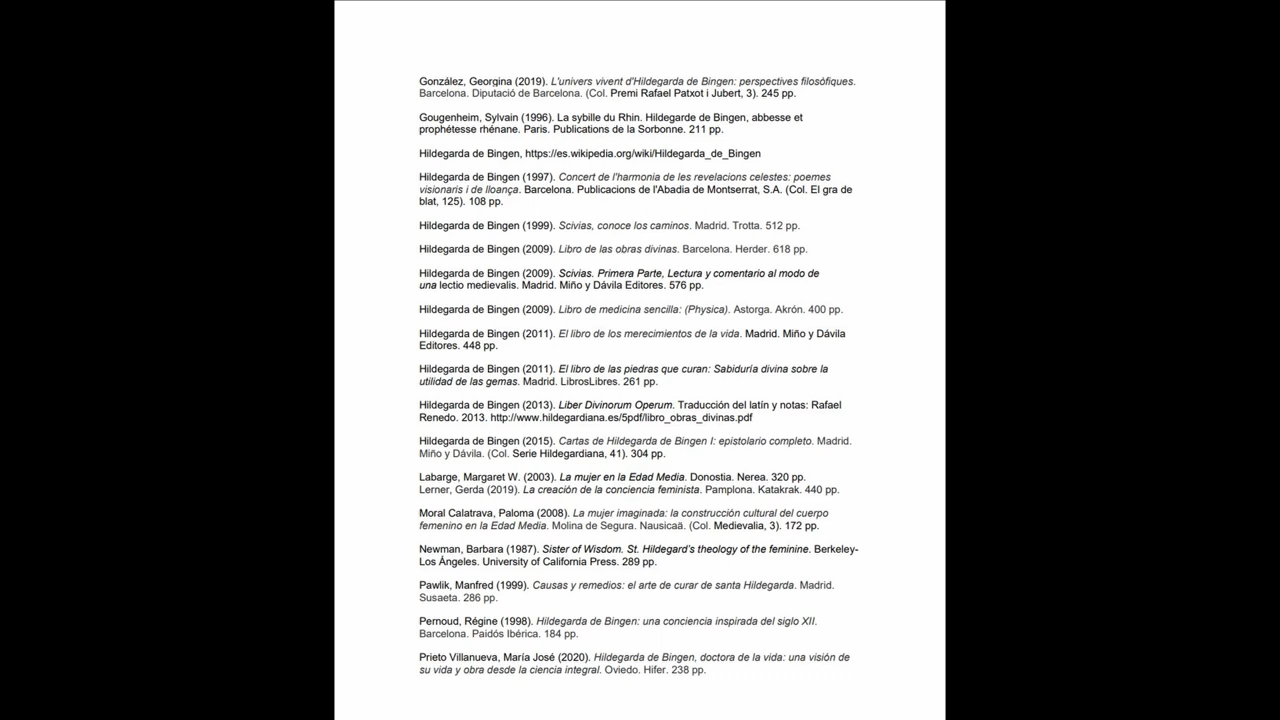 González, Georgina (2019). L'univers vivent d'Hildegarda de Bingen: perspectives filosòfiques.
Barcelona. Diputació de Barcelona. (Col. Premi Rafael Patxot i Jubert, 3). 245 pp.
Gougenheim, Sylvain (1996). La sybille du Rhin. Hildegarde de Bingen, abbesse et
prophétesse rhénane. Paris. Publications de la Sorbonne. 211 pp.
Hildegarda de Bingen, https://es.wikipedia.org/wiki/Hildegarda_de_Bingen
Hildegarda de Bingen (1997). Concert de l'harmonia de les revelacions celestes: poemes
visionaris i de lloança. Barcelona. Publicacions de l'Abadia de Montserrat, S.A. (Col. El gra de
blat, 125). 108 pp.
Hildegarda de Bingen (1999). Scivias, conoce los caminos. Madrid. Trotta. 512 pp.
Hildegarda de Bingen (2009). Libro de las obras divinas. Barcelona. Herder. 618 pp.
Hildegarda de Bingen (2009). Scivias. Primera Parte, Lectura y comentario al modo de
una lectio medievalis. Madrid. Miño y Dávila Editores. 576 pp.
Hildegarda de Bingen (2009). Libro de medicina sencilla: (Physica). Astorga. Akrón. 400 pp.
Hildegarda de Bingen (2011). El libro de los merecimientos de la vida. Madrid. Miño y Dávila
Editores. 448 pp.
Hildegarda de Bingen (2011). El libro de las piedras que curan: Sabiduría divina sobre la
utilidad de las gemas. Madrid. LibrosLibres. 261 pp.
Hildegarda de Bingen (2013). Liber Divinorum Operum. Traducción del latín y notas: Rafael
Renedo. 2013. http://www.hildegardiana.es/5pdf/libro_obras_divinas.pdf
Hildegarda de Bingen (2015). Cartas de Hildegarda de Bingen I: epistolario completo. Madrid.
Miño y Dávila. (Col. Serie Hildegardiana, 41). 304 pp.
Labarge, Margaret W. (2003). La mujer en la Edad Media. Donostia. Nerea. 320 pp.
Lerner, Gerda (2019). La creación de la conciencia feminista. Pamplona. Katakrak. 440 pp.
Moral Calatrava, Paloma (2008). La mujer imaginada: la construcción cultural del cuerpo
femenino en la Edad Media. Molina de Segura. Nausicaä. (Col. Medievalia, 3). 172 pp.
Newman, Barbara (1987). Sister of Wisdom. St. Hildegard's theology of the feminine. Berkeley-
Los Ángeles. University of California Press. 289 pp.
Pawlik, Manfred (1999). Causas y remedios: el arte de curar de santa Hildegarda. Madrid.
Susaeta. 286 pp.
Pernoud, Régine (1998). Hildegarda de Bingen: una conciencia inspirada del siglo XII.
Barcelona. Paidós Ibérica. 184 pp.
Prieto Villanueva, María José (2020). Hildegarda de Bingen, doctora de la vida: una visión de
su vida y obra desde la ciencia integral. Oviedo. Hifer. 238 pp.